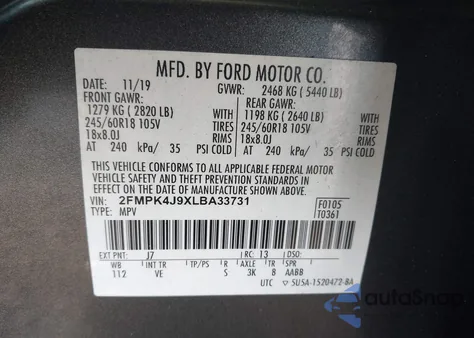 MFD. BY FORD MOTOR CO.
DATE: 11/19 GVWR: 2468 KG (5440 LB)
FRONT GAWR: REAR GAWR:
1279 KG (2820 LB) WITH 1198 KG (2640 LB) WITH
245/60R18 105V TIRES 245/60R18 105V TIRES
18x8.0J RIMS 18x8.0J RIMS
AT 240 kPa/ 35 PSI COLD AT 240 kPa/ 35 PSI COLD
THIS VEHICLE CONFORMS TO ALL APPLICABLE FEDERAL MOTOR
VEHICLE SAFETY AND THEFT PREVENTION STANDARDS IN EFFECT ON THE DATE OF MANUFACTURE SHOWN ABOVE.
VIN: 2FMPK4J9XLBA33731 F0105
TYPE: MPV T0361
EXT PNT: J7 RC: 13 DSO:
WB INT TR TP/PS R AXLE TR SPR
112 VE S 3K 8 AABB
UTC ▽ 5U5A-1520472-BA
autoSnap